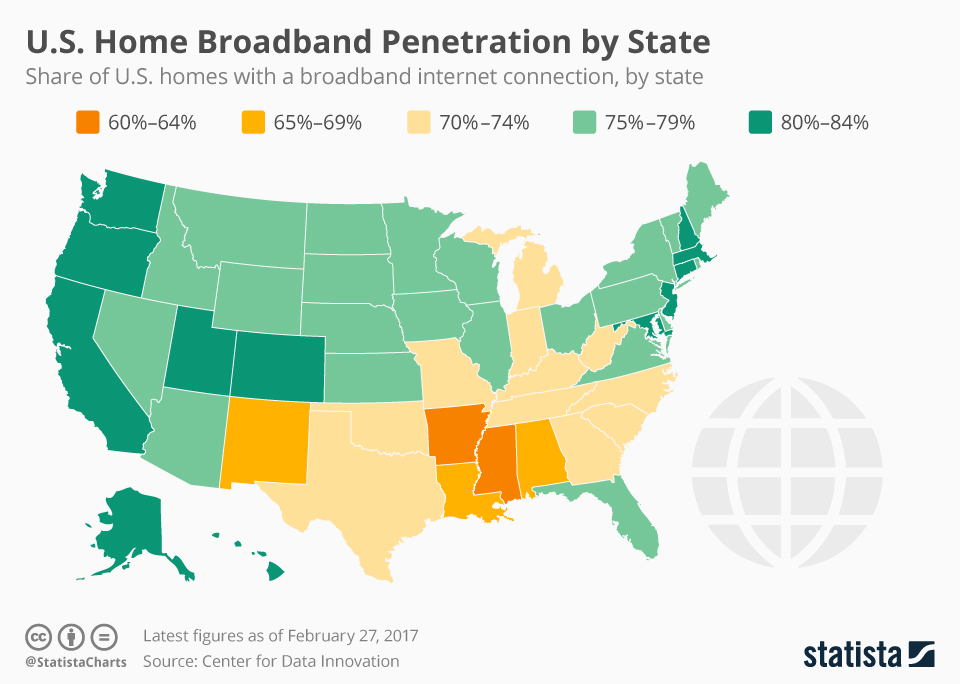 U.S. Home Broadband Penetration by State
Share of U.S. homes with a broadband internet connection, by state
60%–64% 65%–69% 70%–74% 75%–79% 80%–84%
cc =
@StatistaCharts
Latest figures as of February 27, 2017
Source: Center for Data Innovation
statista